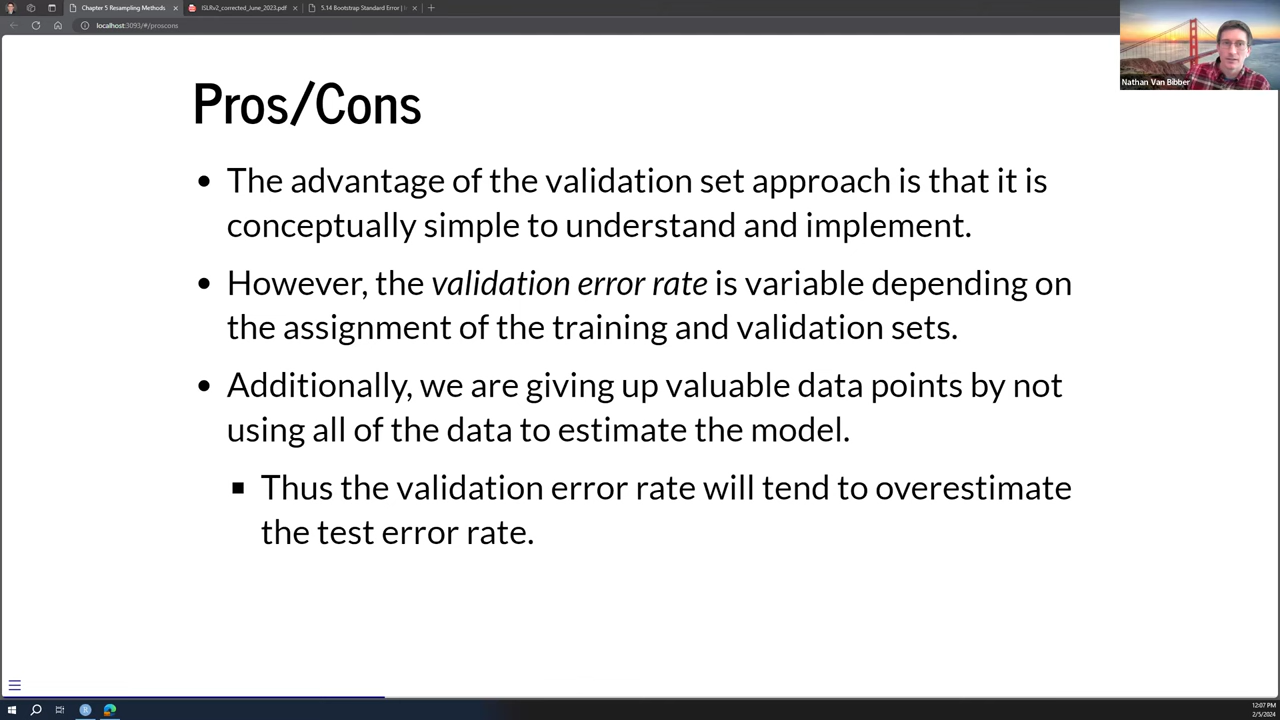 Chapter 5 Resampling Methods
ISLRv2_corrected_June_2023.pdf
5.14 Bootstrap Standard Error |
localhost:3093/#/proscons
Nathan Van Bibber
Pros/Cons
• The advantage of the validation set approach is that it is
conceptually simple to understand and implement.
• However, the validation error rate is variable depending on
the assignment of the training and validation sets.
• Additionally, we are giving up valuable data points by not
using all of the data to estimate the model.
▪ Thus the validation error rate will tend to overestimate
the test error rate.
12:07 PM
2/5/2024